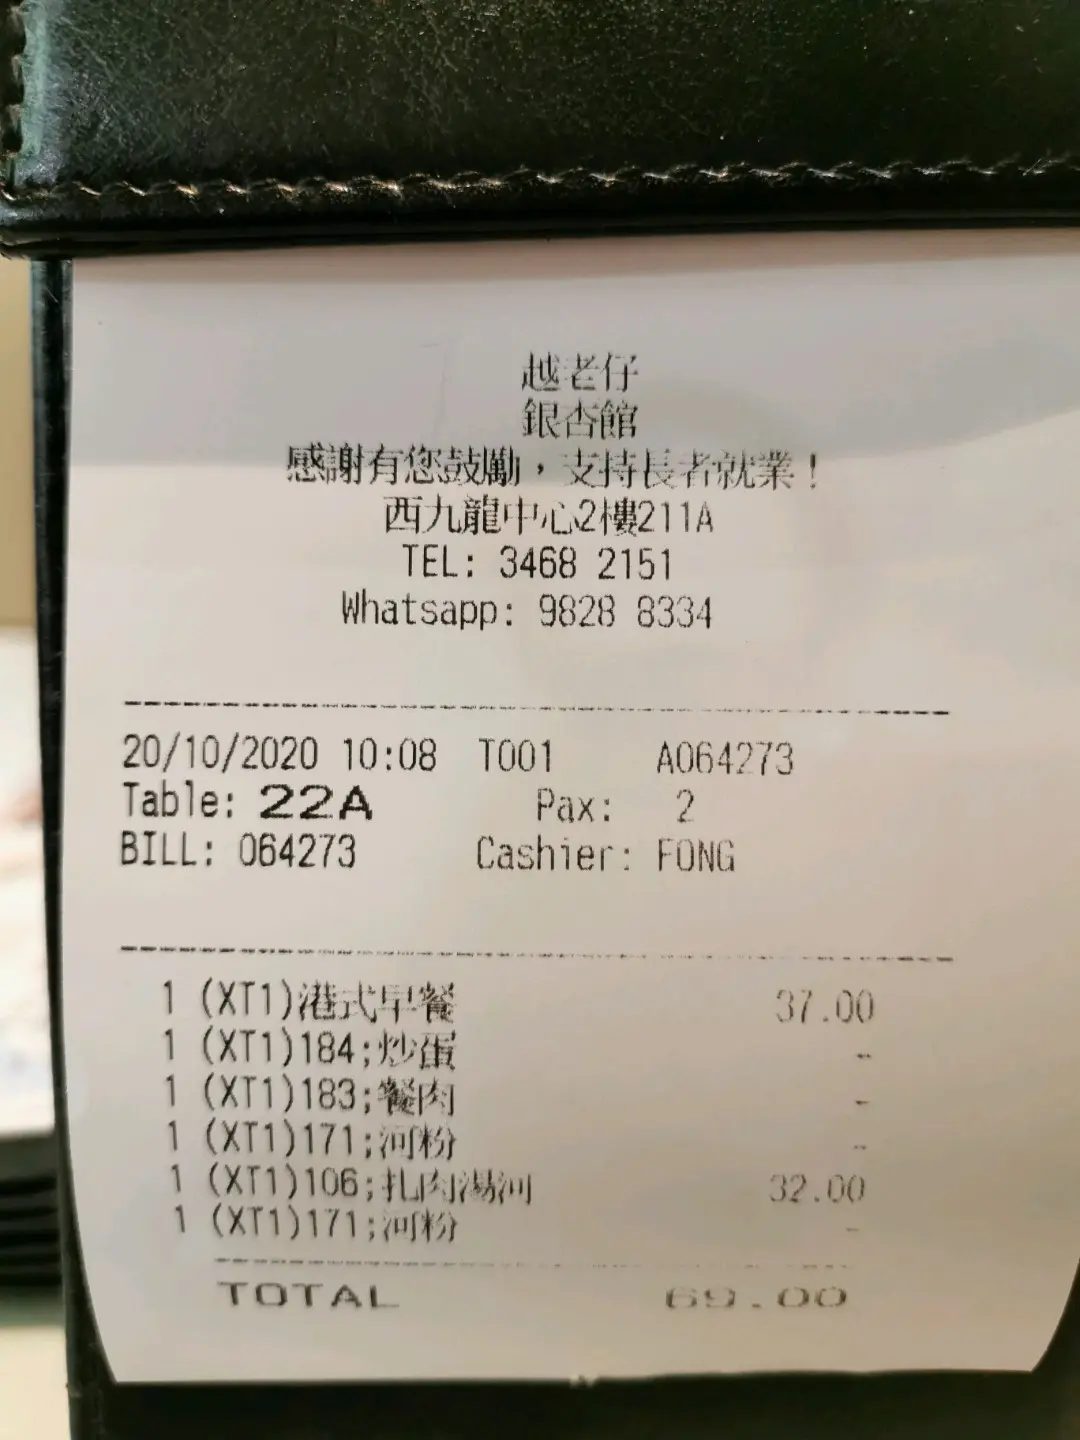 越老仔
銀杏館
感謝有您鼓勵，支持長者就業！
西九龍中心2樓211A
TEL: 3468 2151
Whatsapp: 9828 8334
20/10/2020 10:08 T001 A064273
Table: 22A Pax: 2
BILL: 064273 Cashier: FONG
1 (XT1)港式早餐 37.00
1 (XT1)184;炒蛋 -
1 (XT1)183;餐肉 -
1 (XT1)171;河粉 -
1 (XT1)106;扎肉湯河 32.00
1 (XT1)171;河粉 -
TOTAL 69.00